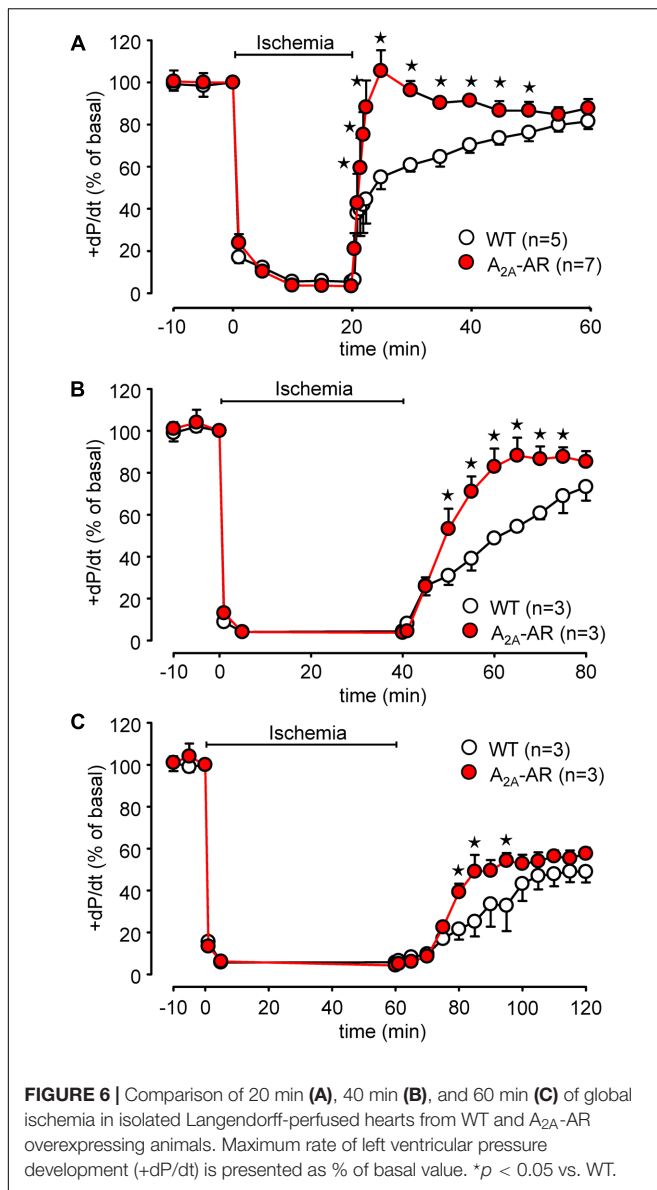 A
Ischemia
120
100
80
60
40
20
0
+dP/dt (% of basal)
★ ★ ★ ★ ★ ★ ★ ★ ★
WT (n=5)
A2A-AR (n=7)
-10 0 20 40 60
time (min)
B
Ischemia
120
100
80
60
40
20
0
+dP/dt (% of basal)
★ ★ ★ ★ ★ ★
WT (n=3)
A2A-AR (n=3)
-10 0 20 40 60 80
time (min)
C
Ischemia
120
100
80
60
40
20
0
+dP/dt (% of basal)
★ ★ ★
WT (n=3)
A2A-AR (n=3)
-10 0 20 40 60 80 100 120
time (min)
FIGURE 6 | Comparison of 20 min (A), 40 min (B), and 60 min (C) of global
ischemia in isolated Langendorff-perfused hearts from WT and A2A-AR
overexpressing animals. Maximum rate of left ventricular pressure
development (+dP/dt) is presented as % of basal value. *p < 0.05 vs. WT.